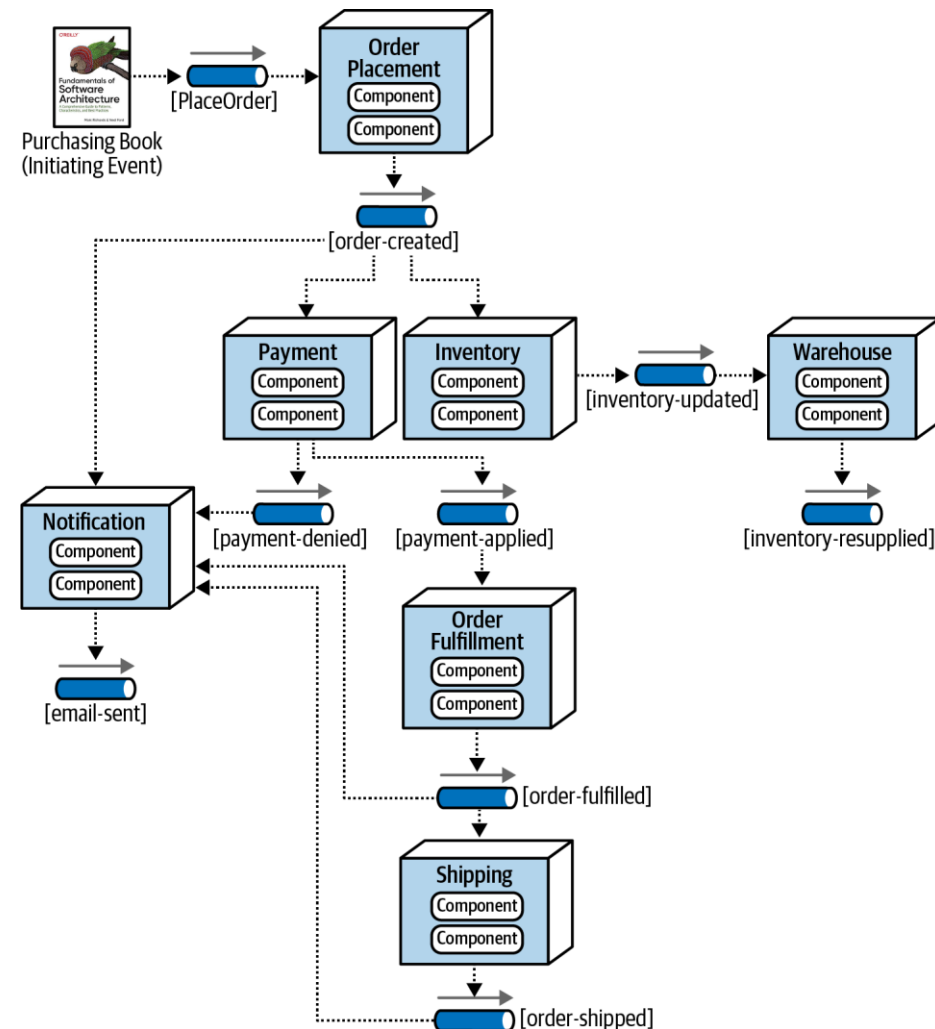 O'REILLY
Fundamentals of
Software
Architecture
Purchasing Book
(Initiating Event)
[PlaceOrder]
Order
Placement
Component
Component
[order-created]
Payment
Component
Component
Inventory
Component
Component
[inventory-updated]
Warehouse
Component
Component
Notification
Component
Component
[payment-denied]
[payment-applied]
[inventory-resupplied]
Order
Fulfillment
Component
Component
[email-sent]
[order-fulfilled]
Shipping
Component
Component
[order-shipped]